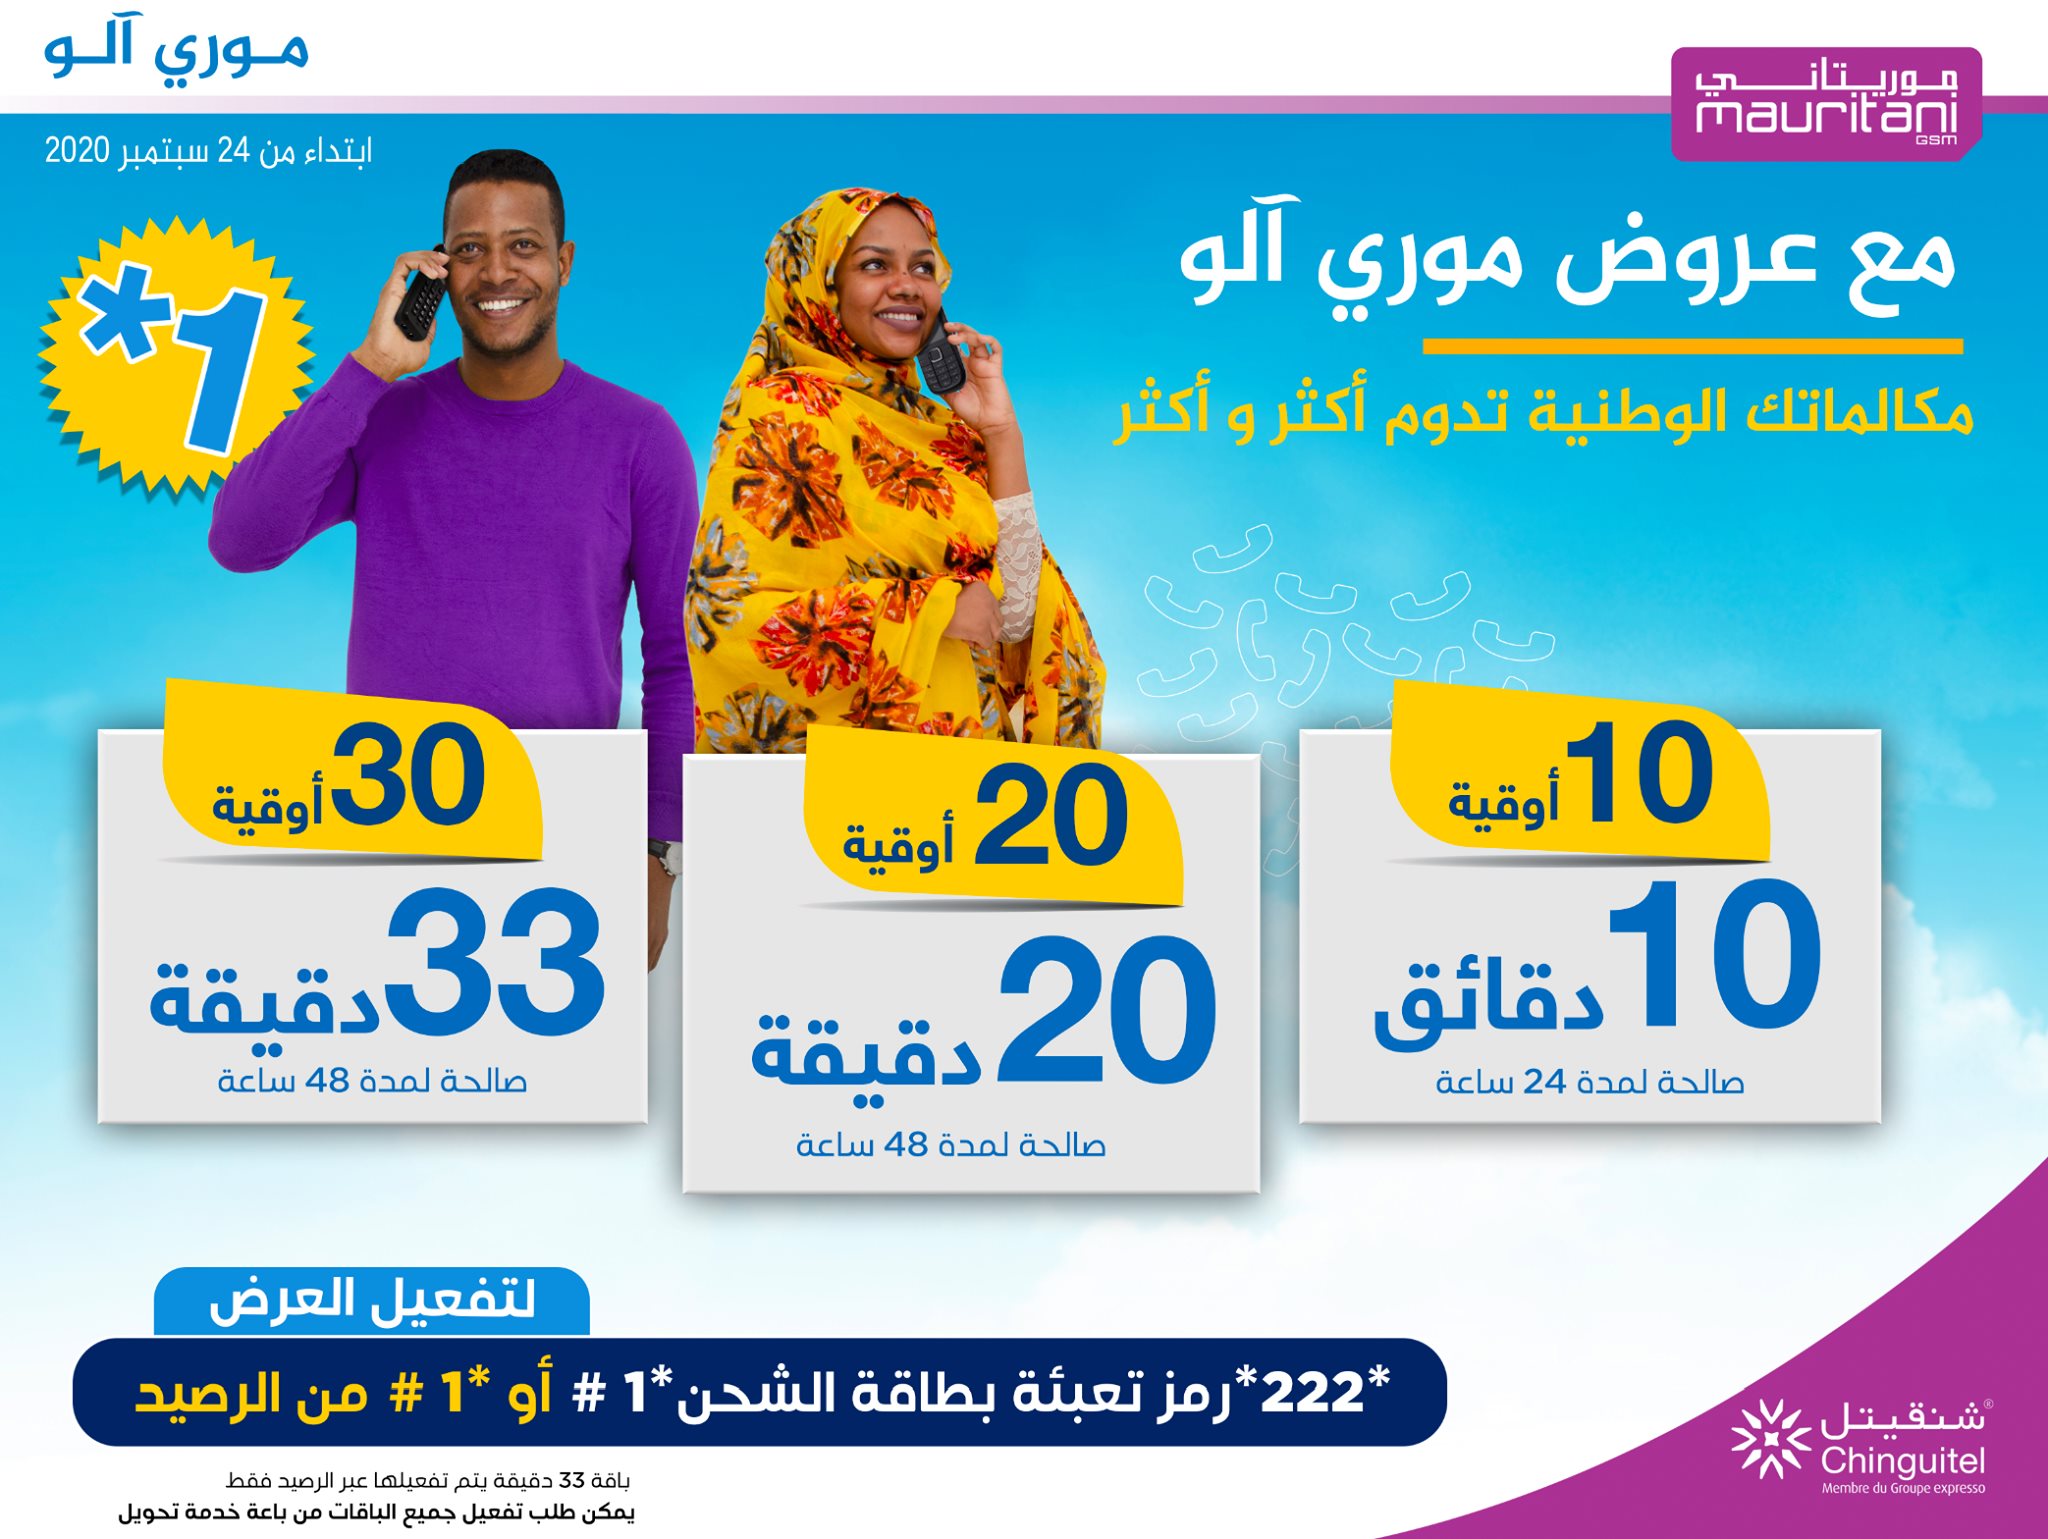 مـوري آلـو
موريتاني
mauritani
GSM
ابتداء من 24 سبتمبر 2020
*1
مع عروض موري آلو
مكالماتك الوطنية تدوم أكثر و أكثر
10 أوقية
10 دقائق
صالحة لمدة 24 ساعة
20 أوقية
20 دقيقة
صالحة لمدة 48 ساعة
30 أوقية
33 دقيقة
صالحة لمدة 48 ساعة
لتفعيل العرض
*222*رمز تعبئة بطاقة الشحن*1 # أو *1 # من الرصيد
باقة 33 دقيقة يتم تفعيلها عبر الرصيد فقط
يمكن طلب تفعيل جميع الباقات من باعة خدمة تحويل
شنقيتل®
Chinguitel
Membre du Groupe expresso